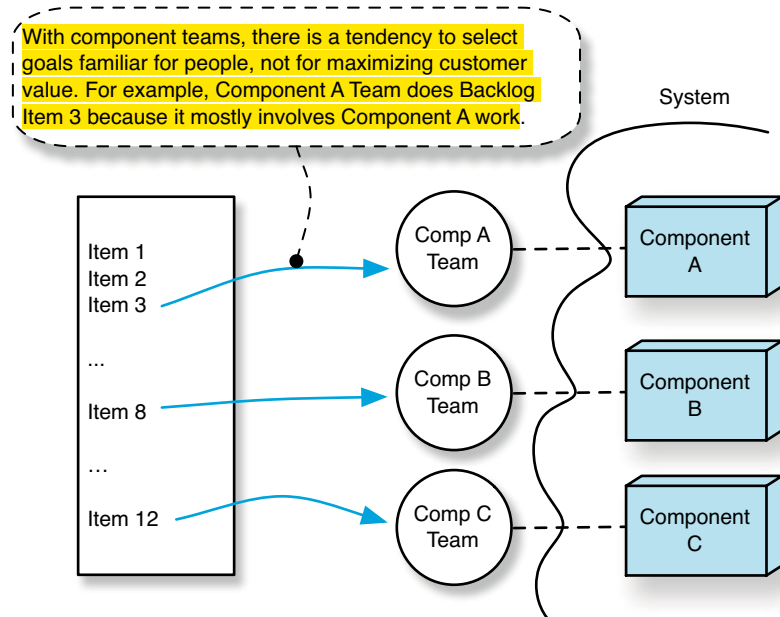 With component teams, there is a tendency to select
goals familiar for people, not for maximizing customer
value. For example, Component A Team does Backlog
Item 3 because it mostly involves Component A work.
System
Item 1
Item 2
Item 3
...
Item 8
...
Item 12
Comp A
Team
Comp B
Team
Comp C
Team
Component
A
Component
B
Component
C